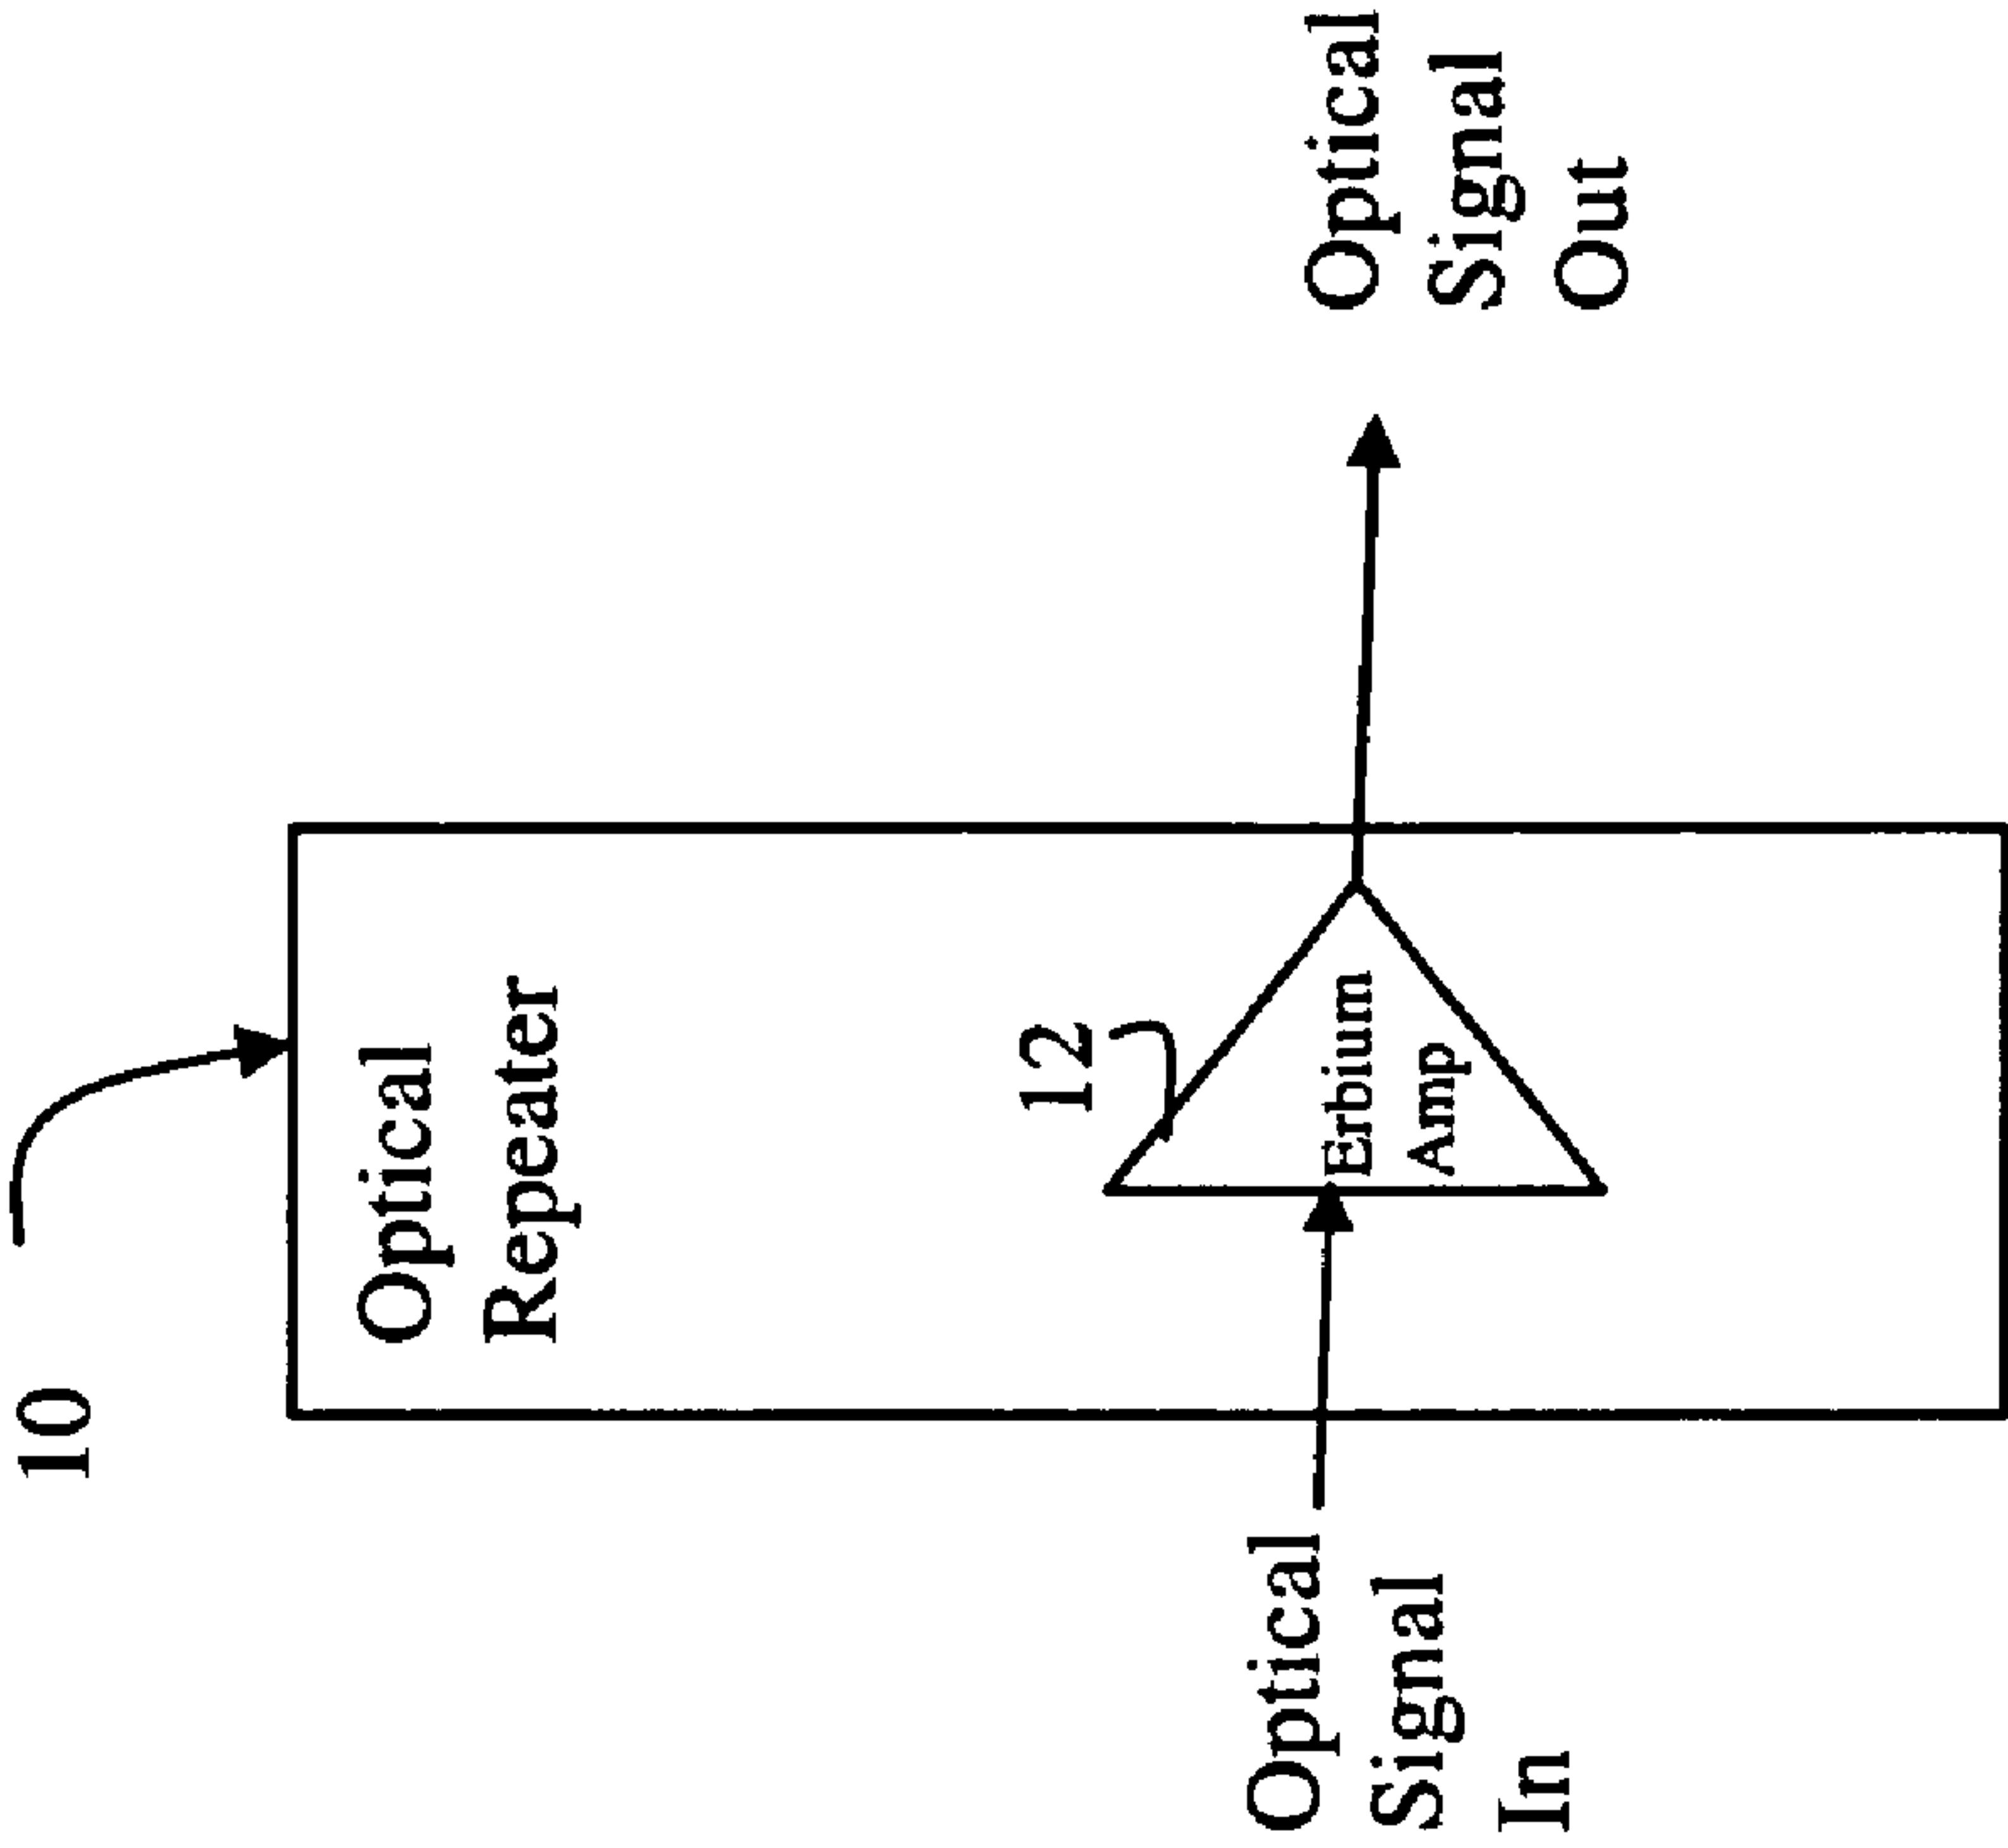 10
Optical
Repeater
12
Erbium
Amp
Optical
Signal
In
Optical
Signal
Out